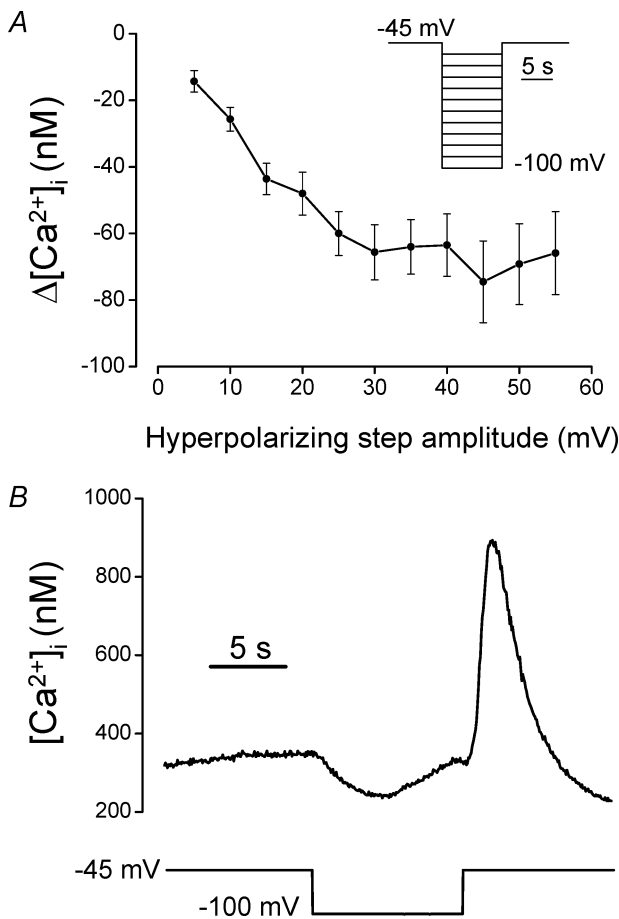 A
0
-20
-40
-60
-80
-100
Δ[Ca²⁺]ᵢ (nM)
-45 mV
5 s
-100 mV
0 10 20 30 40 50 60
Hyperpolarizing step amplitude (mV)
B
1000
800
600
400
200
[Ca²⁺]ᵢ (nM)
5 s
-45 mV
-100 mV